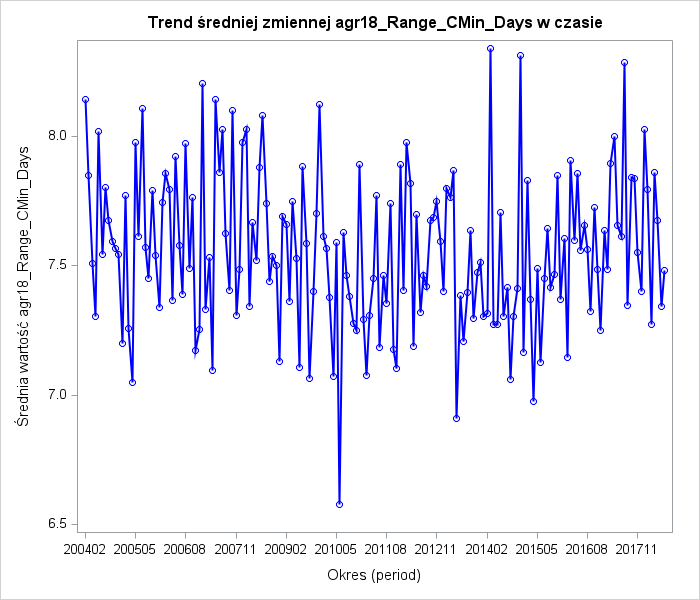 Trend średniej zmiennej agr18_Range_CMin_Days w czasie
Średnia wartość agr18_Range_CMin_Days
8.0
7.5
7.0
6.5
200402 200505 200608 200711 200902 201005 201108 201211 201402 201505 201608 201711
Okres (period)